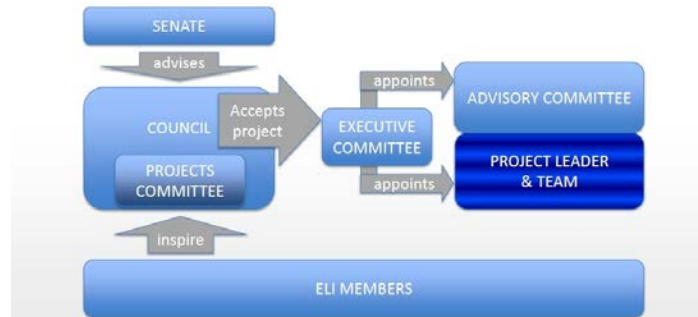 SENATE
advises
COUNCIL
PROJECTS
COMMITTEE
Accepts
project
EXECUTIVE
COMMITTEE
appoints
ADVISORY COMMITTEE
appoints
PROJECT LEADER
& TEAM
inspire
ELI MEMBERS